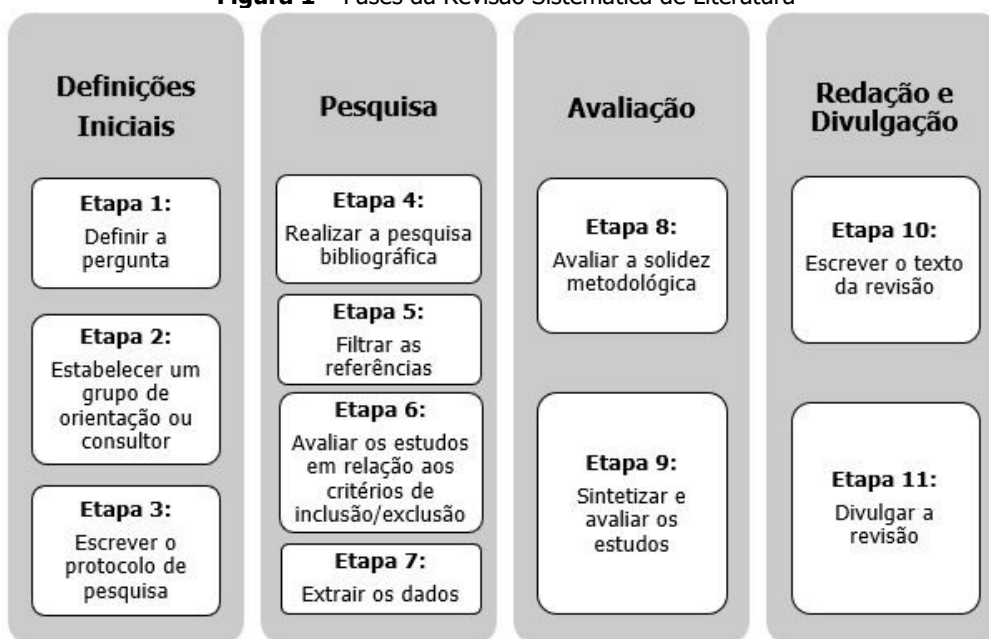 Figura 1 – Fases da Revisão Sistemática de Literatura
Definições
Iniciais
Etapa 1:
Definir a
pergunta
Etapa 2:
Estabelecer um
grupo de
orientação ou
consultor
Etapa 3:
Escrever o
protocolo de
pesquisa
Pesquisa
Etapa 4:
Realizar a pesquisa
bibliográfica
Etapa 5:
Filtrar as
referências
Etapa 6:
Avaliar os estudos
em relação aos
critérios de
inclusão/exclusão
Etapa 7:
Extrair os dados
Avaliação
Etapa 8:
Avaliar a solidez
metodológica
Etapa 9:
Sintetizar e
avaliar os
estudos
Redação e
Divulgação
Etapa 10:
Escrever o texto
da revisão
Etapa 11:
Divulgar a
revisão